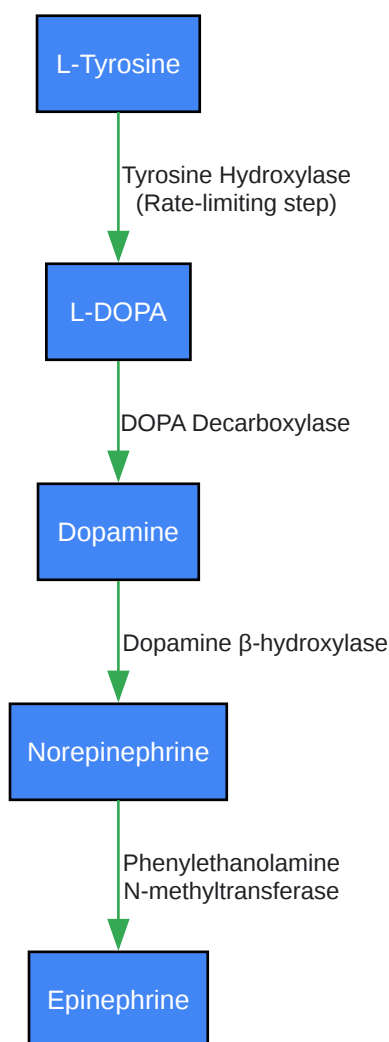 L-Tyrosine
Tyrosine Hydroxylase
(Rate-limiting step)
L-DOPA
DOPA Decarboxylase
Dopamine
Dopamine β-hydroxylase
Norepinephrine
Phenylethanolamine
N-methyltransferase
Epinephrine